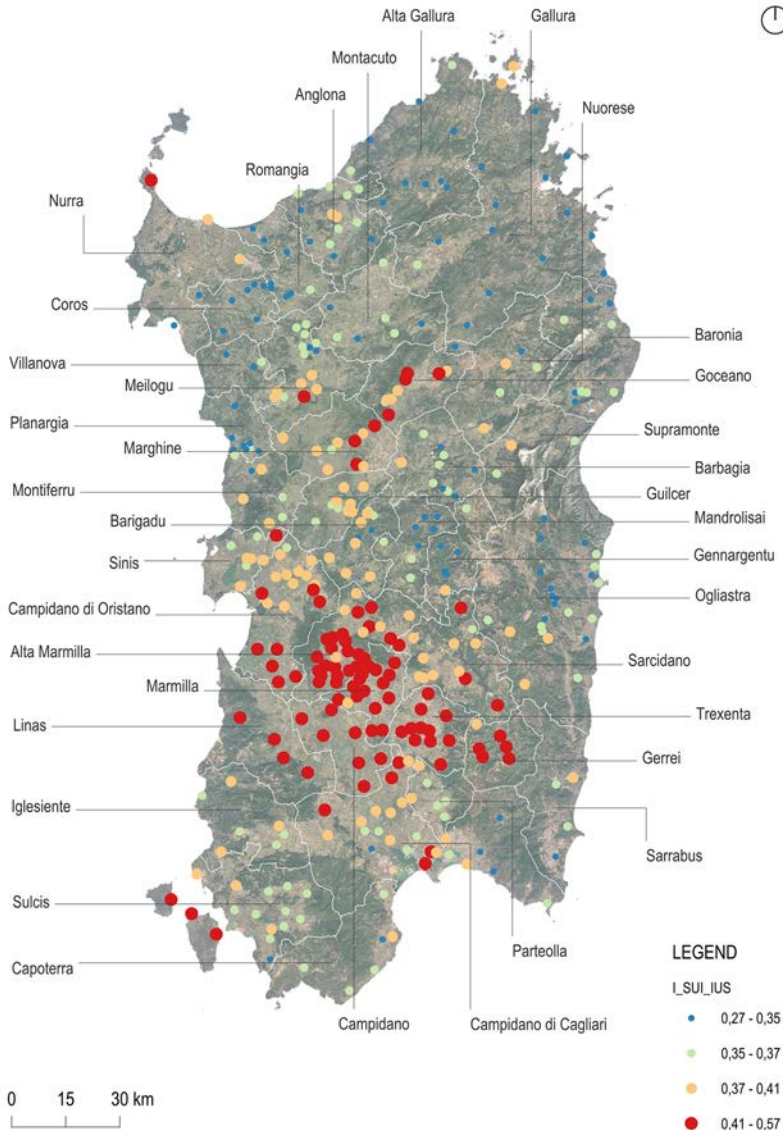 Alta Gallura
Gallura
Montacuto
Anglona
Nuorese
Romangia
Nurra
Coros
Baronia
Villanova
Goceano
Meilogu
Planargia
Supramonte
Marghine
Barbagia
Montiferru
Guilcer
Barigadu
Mandrolisai
Sinis
Gennargentu
Ogliastra
Campidano di Oristano
Alta Marmilla
Sarcidano
Marmilla
Trexenta
Linas
Gerrei
Iglesiente
Sarrabus
Sulcis
Parteolla
Capoterra
Campidano
Campidano di Cagliari
LEGEND
I_SUI_IUS
0,27 - 0,35
0,35 - 0,37
0,37 - 0,41
0,41 - 0,57
0 15 30 km